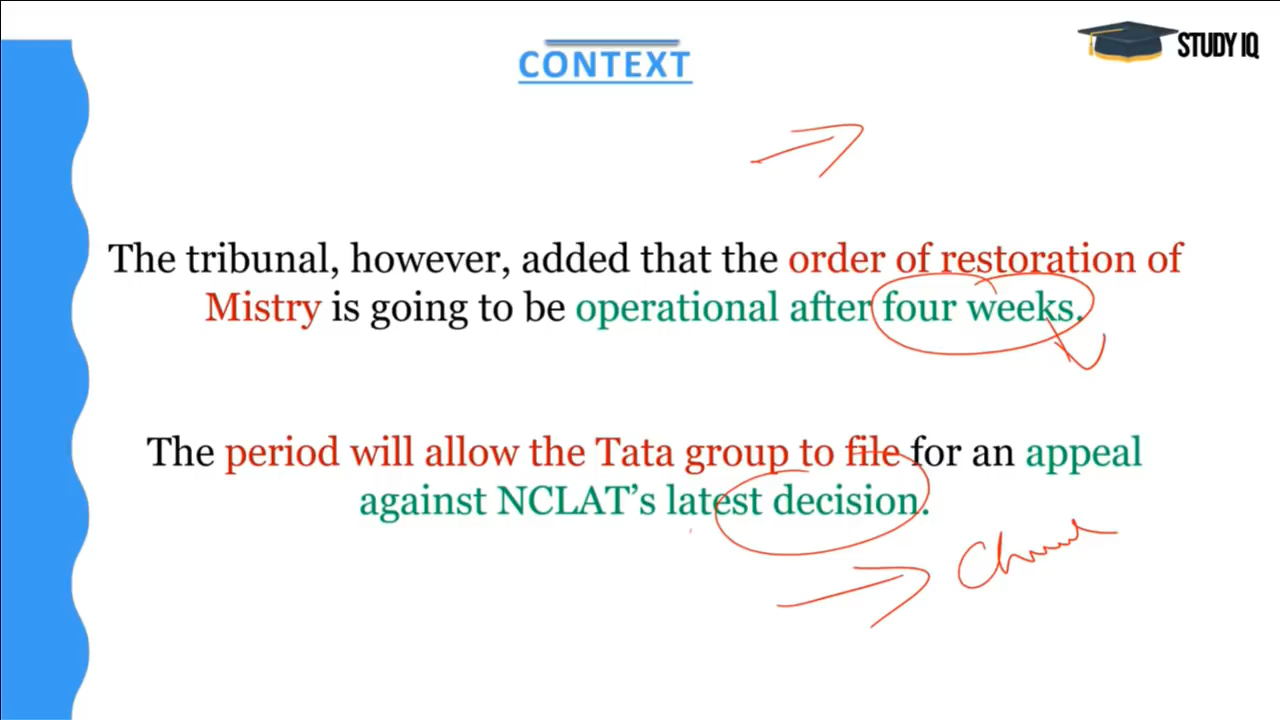 CONTEXT
STUDY IQ
The tribunal, however, added that the order of restoration of
Mistry is going to be operational after four weeks.
The period will allow the Tata group to file for an appeal
against NCLAT’s latest decision.